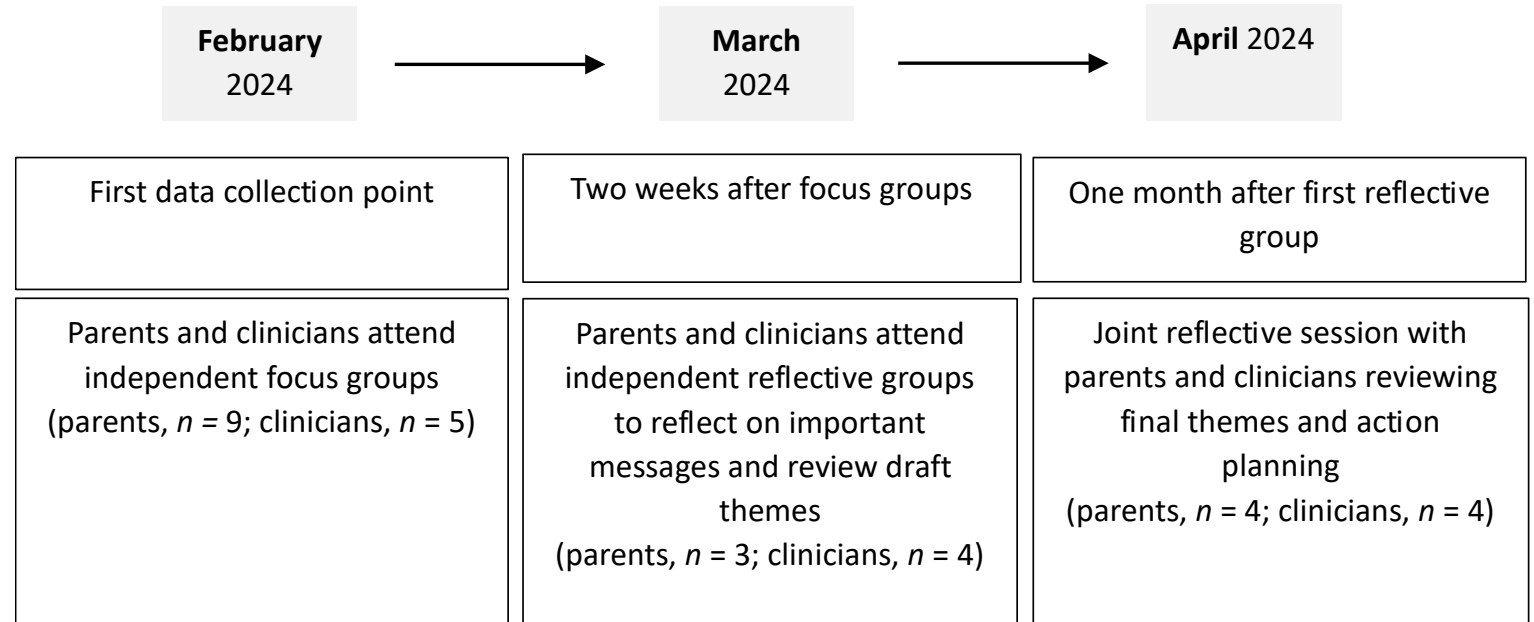 February
2024
March
2024
April 2024
First data collection point
Two weeks after focus groups
One month after first reflective
group
Parents and clinicians attend
independent focus groups
(parents, n = 9; clinicians, n = 5)
Parents and clinicians attend
independent reflective groups
to reflect on important
messages and review draft
themes
(parents, n = 3; clinicians, n = 4)
Joint reflective session with
parents and clinicians reviewing
final themes and action
planning
(parents, n = 4; clinicians, n = 4)